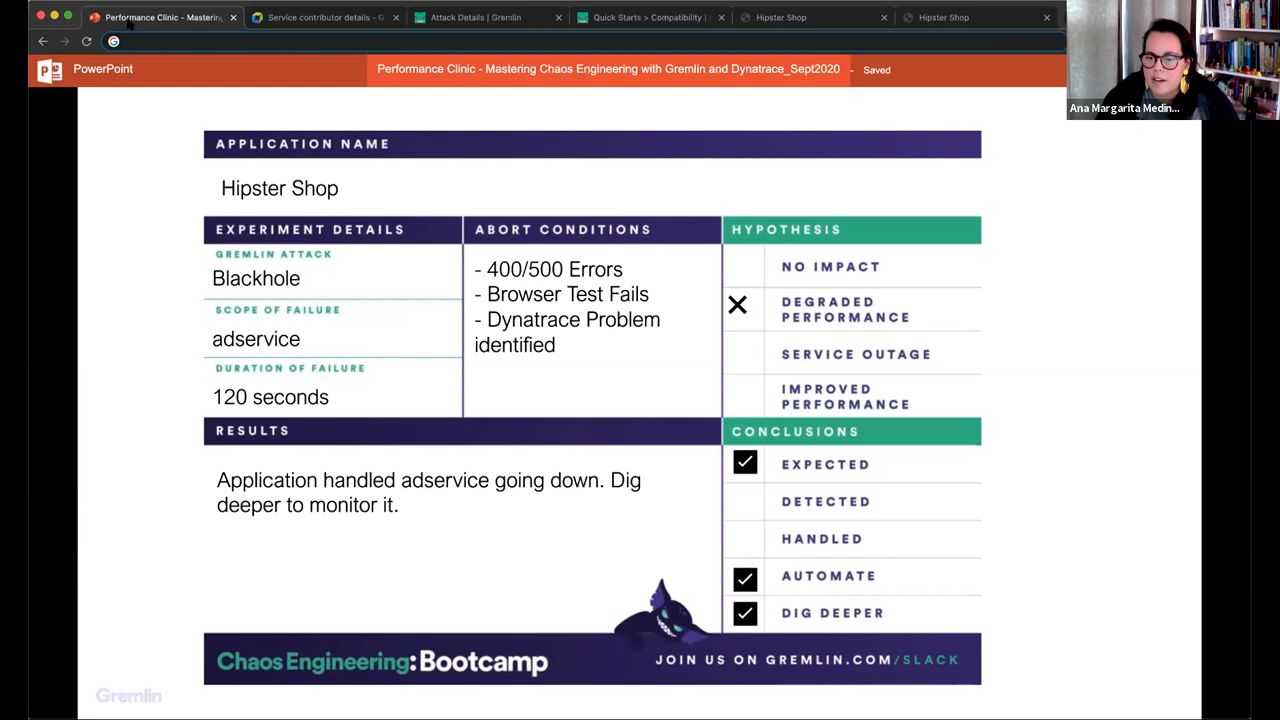 Performance Clinic - Mastering
Service contributor details - D
Attack Details | Gremlin
Quick Starts > Compatibility |
Hipster Shop
Hipster Shop
PowerPoint
Performance Clinic - Mastering Chaos Engineering with Gremlin and Dynatrace_Sept2020 - Saved
Ana Margarita Medin...
APPLICATION NAME
Hipster Shop
EXPERIMENT DETAILS
GREMLIN ATTACK
Blackhole
SCOPE OF FAILURE
adservice
DURATION OF FAILURE
120 seconds
ABORT CONDITIONS
- 400/500 Errors
- Browser Test Fails
- Dynatrace Problem
identified
HYPOTHESIS
NO IMPACT
DEGRADED
PERFORMANCE
SERVICE OUTAGE
IMPROVED
PERFORMANCE
RESULTS
Application handled adservice going down. Dig
deeper to monitor it.
CONCLUSIONS
EXPECTED
DETECTED
HANDLED
AUTOMATE
DIG DEEPER
Chaos Engineering: Bootcamp
JOIN US ON GREMLIN.COM/SLACK
Gremlin